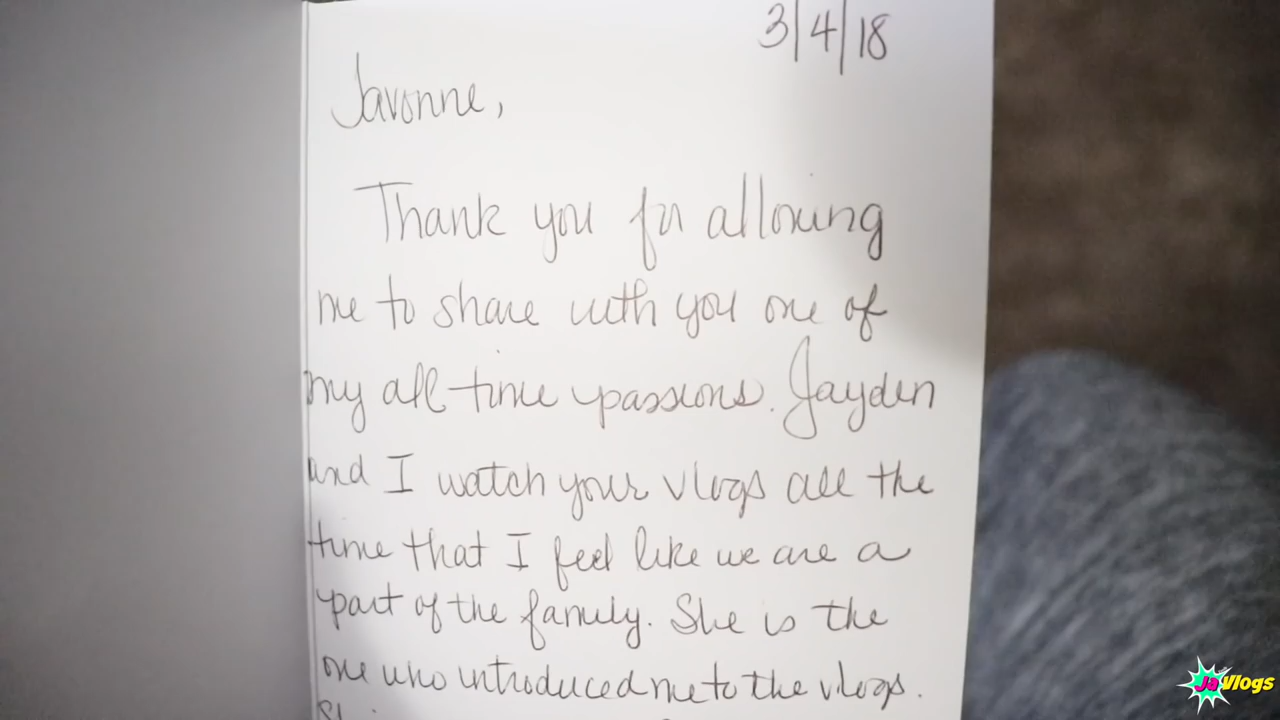 3/4/18
Javonne,
Thank you for allowing
me to share with you one of
my all-time passions. Jayden
and I watch your vlogs all the
time that I feel like we are a
part of the family. She is the
one who introduced me to the vlogs.
JaVlogs